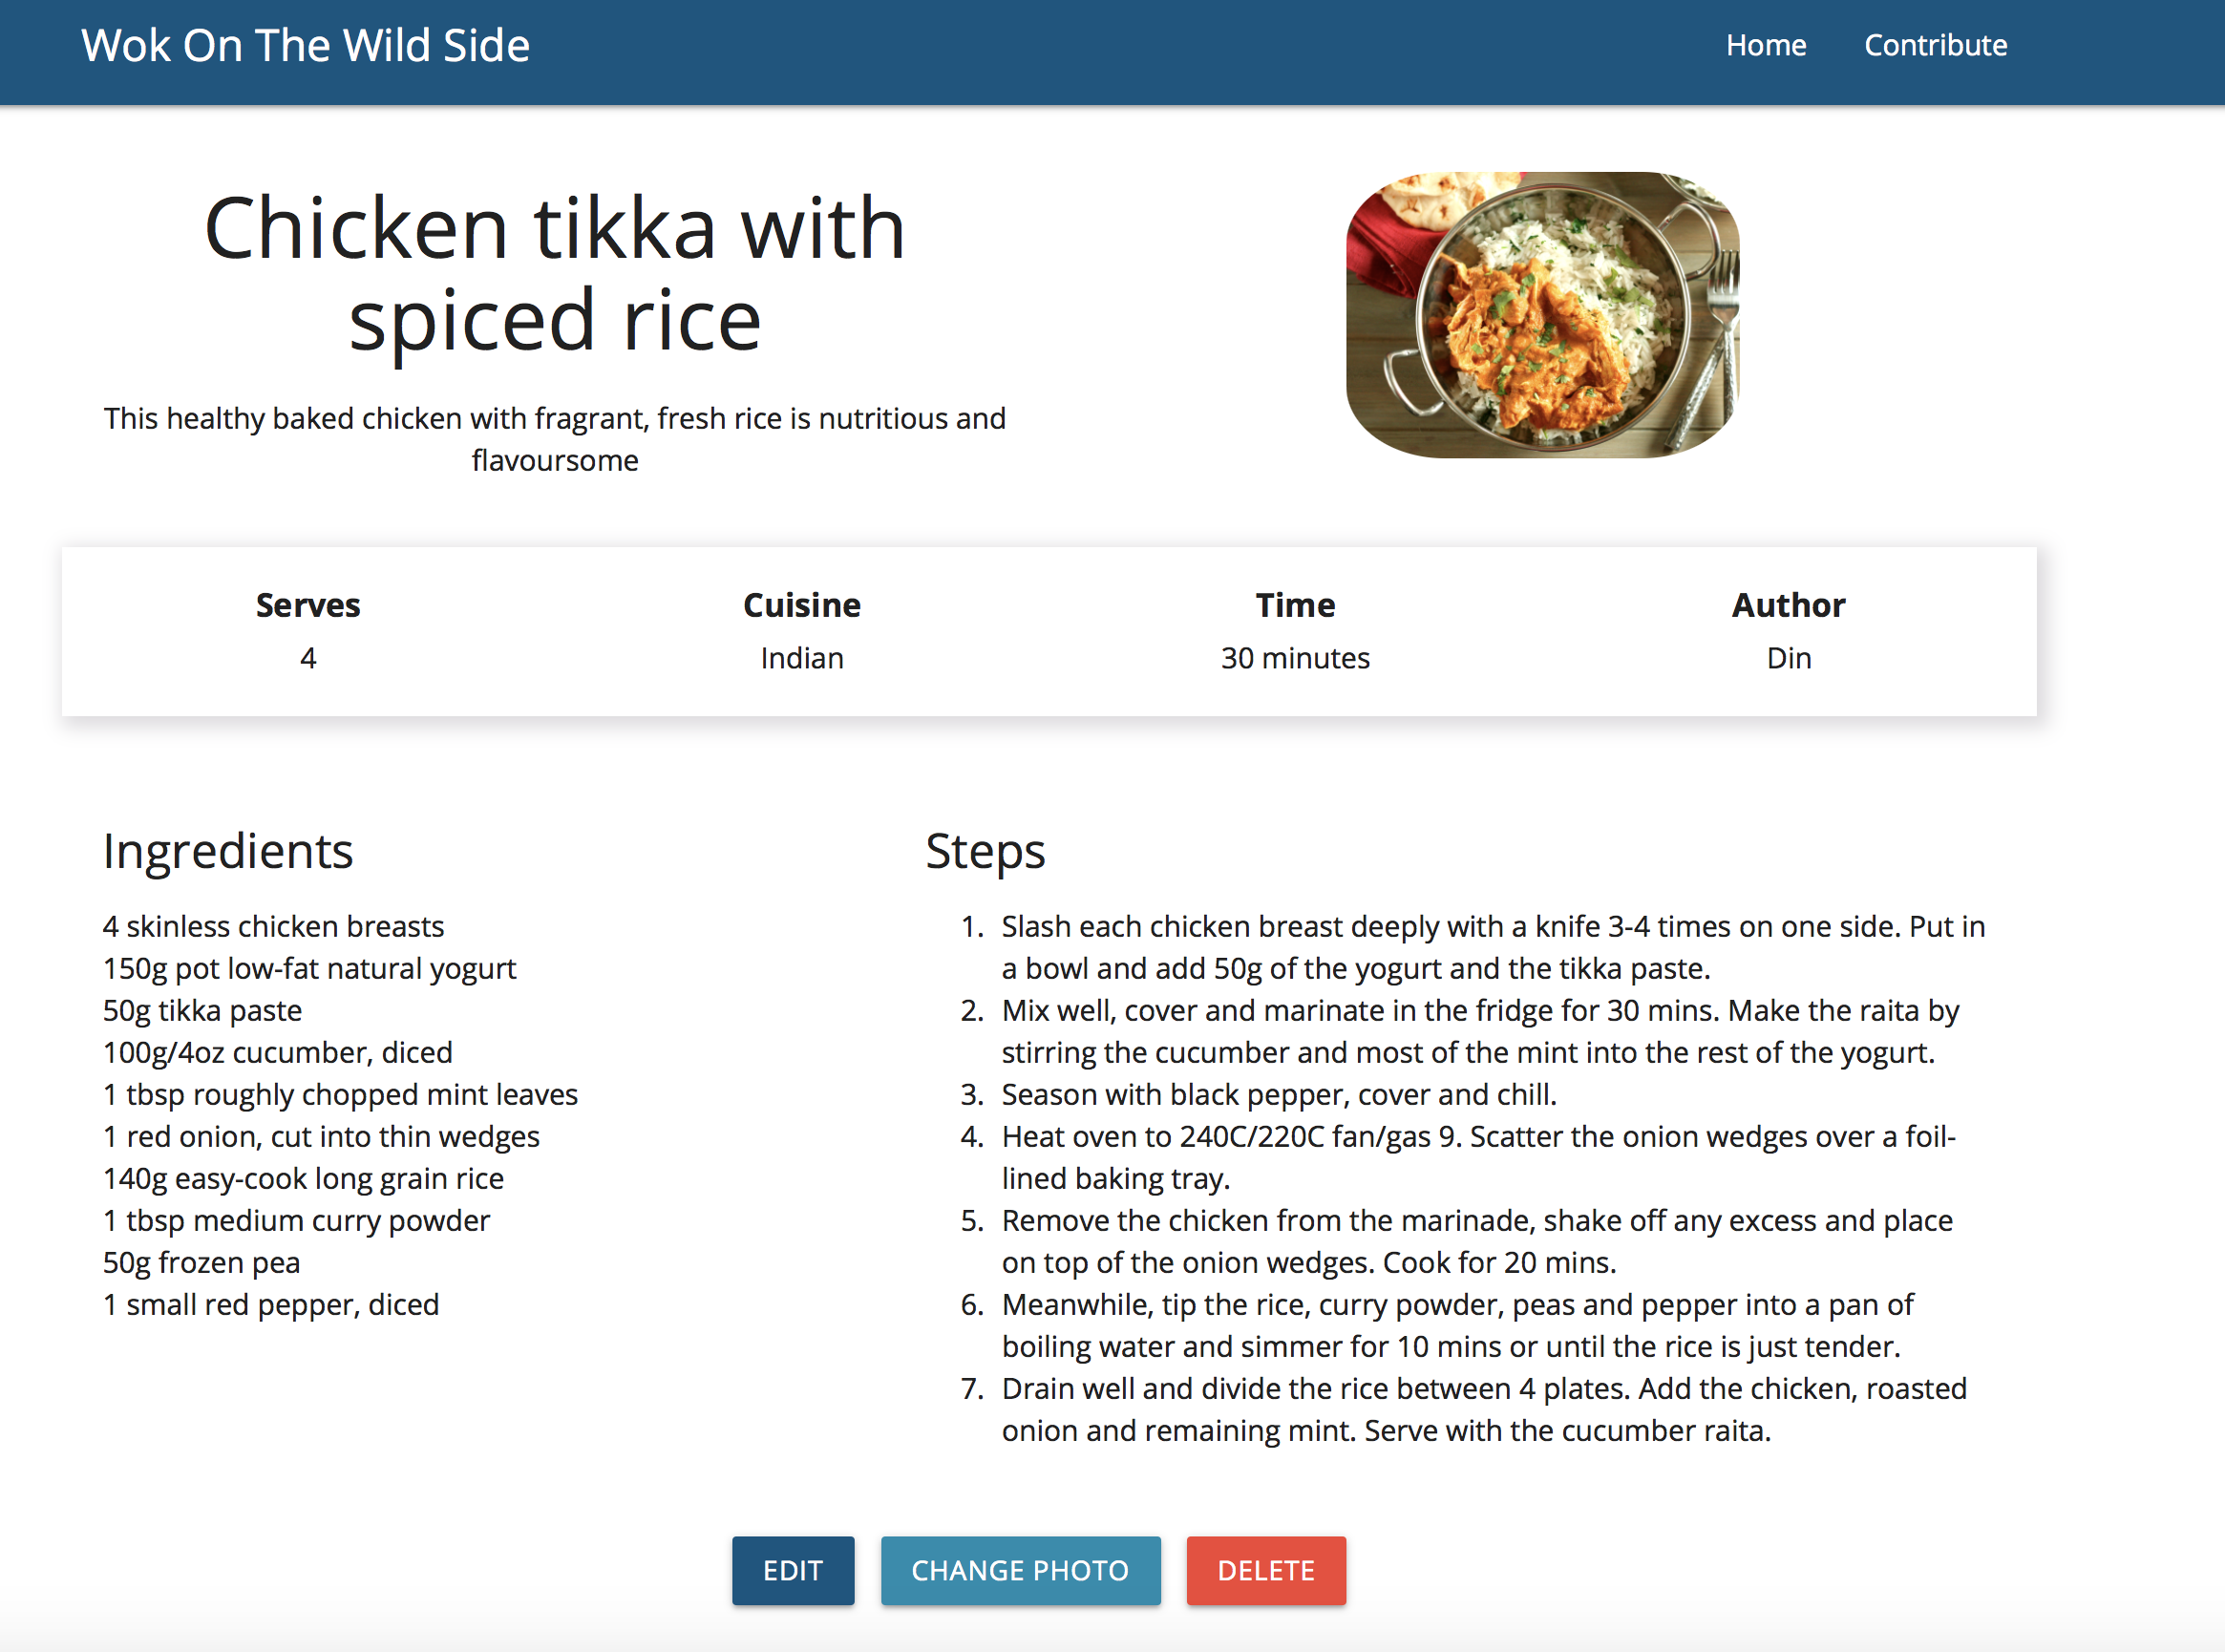 Wok On The Wild Side
Home
Contribute
Chicken tikka with
spiced rice
This healthy baked chicken with fragrant, fresh rice is nutritious and
flavoursome
Serves
4
Cuisine
Indian
Time
30 minutes
Author
Din
Ingredients
4 skinless chicken breasts
150g pot low-fat natural yogurt
50g tikka paste
100g/4oz cucumber, diced
1 tbsp roughly chopped mint leaves
1 red onion, cut into thin wedges
140g easy-cook long grain rice
1 tbsp medium curry powder
50g frozen pea
1 small red pepper, diced
Steps
1. Slash each chicken breast deeply with a knife 3-4 times on one side. Put in
a bowl and add 50g of the yogurt and the tikka paste.
2. Mix well, cover and marinate in the fridge for 30 mins. Make the raita by
stirring the cucumber and most of the mint into the rest of the yogurt.
3. Season with black pepper, cover and chill.
4. Heat oven to 240C/220C fan/gas 9. Scatter the onion wedges over a foil-
lined baking tray.
5. Remove the chicken from the marinade, shake off any excess and place
on top of the onion wedges. Cook for 20 mins.
6. Meanwhile, tip the rice, curry powder, peas and pepper into a pan of
boiling water and simmer for 10 mins or until the rice is just tender.
7. Drain well and divide the rice between 4 plates. Add the chicken, roasted
onion and remaining mint. Serve with the cucumber raita.
EDIT
CHANGE PHOTO
DELETE